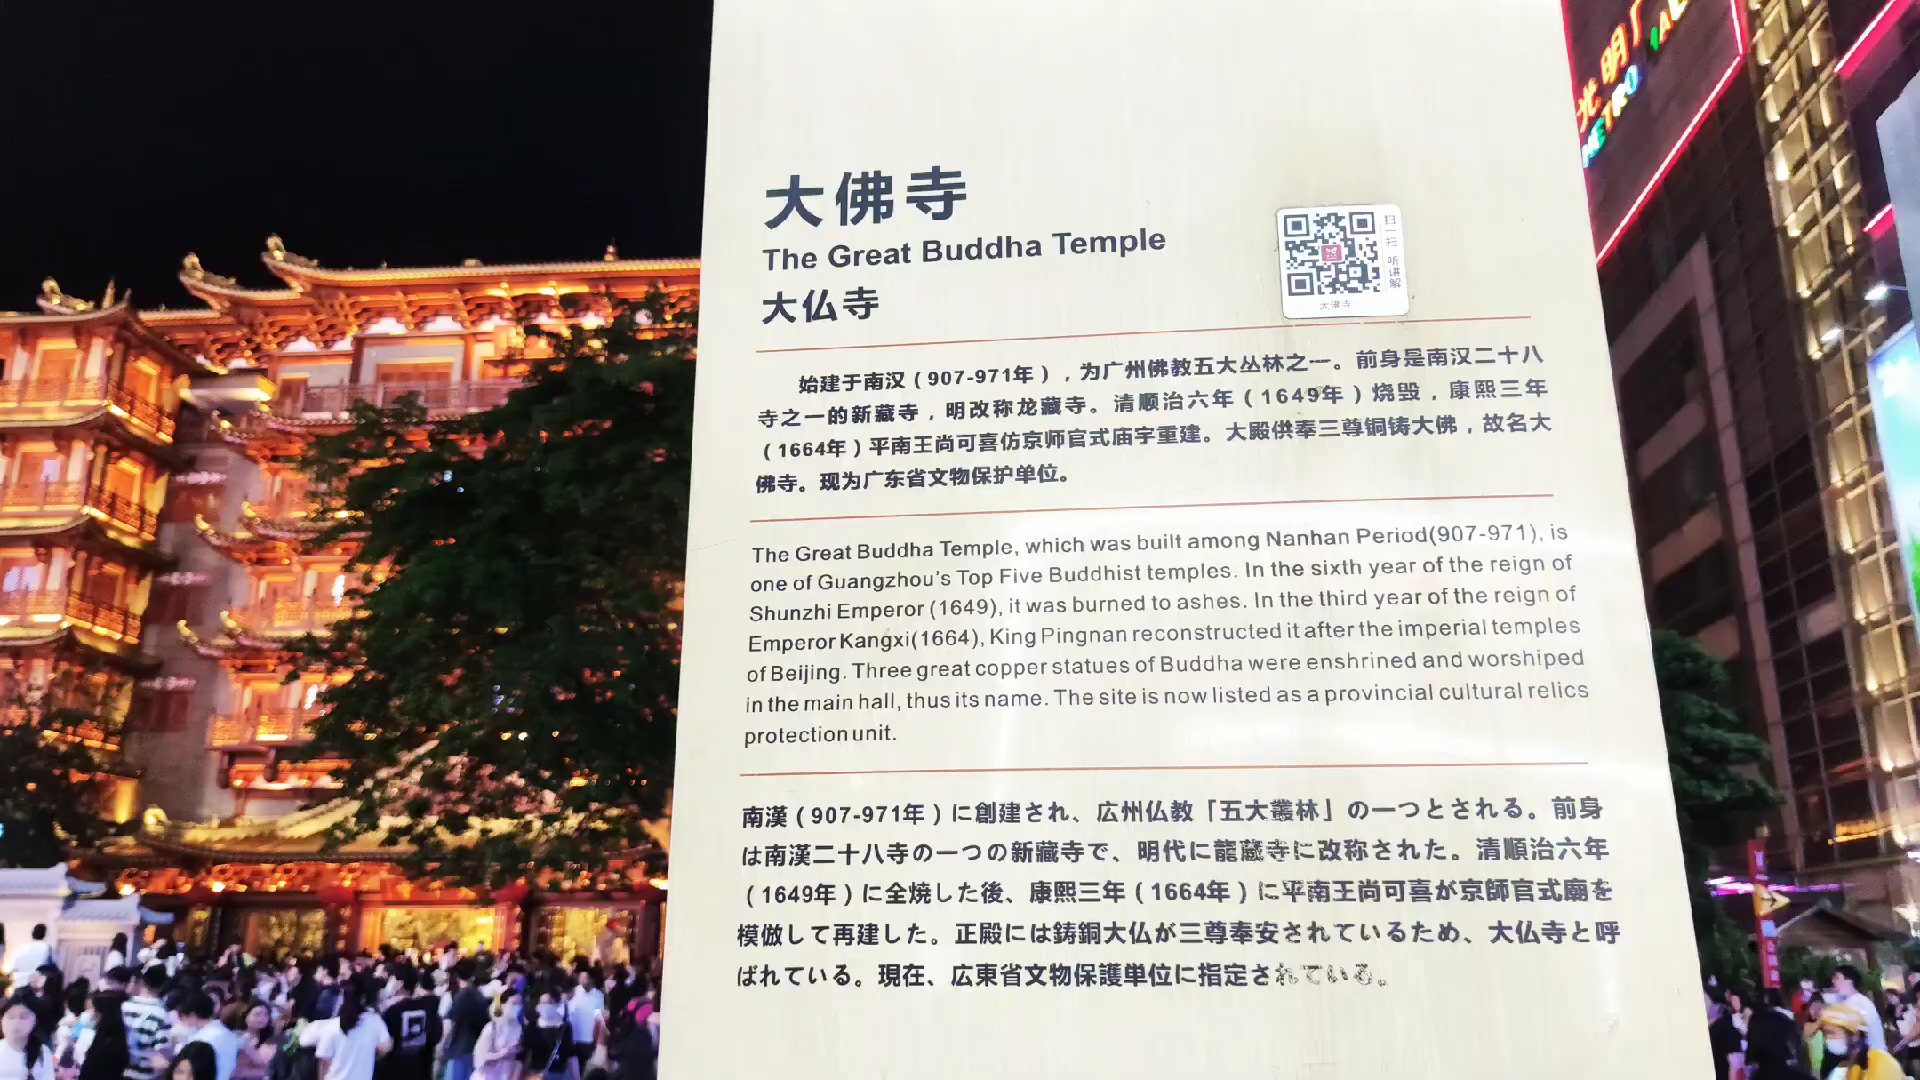 大佛寺
The Great Buddha Temple
大仏寺
扫一扫 听讲解
大佛寺
始建于南汉（907-971年），为广州佛教五大丛林之一。前身是南汉二十八
寺之一的新藏寺，明改称龙藏寺。清顺治六年（1649年）烧毁，康熙三年
（1664年）平南王尚可喜仿京师官式庙宇重建。大殿供奉三尊铜铸大佛，故名大
佛寺。现为广东省文物保护单位。
The Great Buddha Temple, which was built among Nanhan Period(907-971), is
one of Guangzhou's Top Five Buddhist temples. In the sixth year of the reign of
Shunzhi Emperor (1649), it was burned to ashes. In the third year of the reign of
Emperor Kangxi(1664), King Pingnan reconstructed it after the imperial temples
of Beijing. Three great copper statues of Buddha were enshrined and worshiped
in the main hall, thus its name. The site is now listed as a provincial cultural relics
protection unit.
南漢（907-971年）に創建され、広州仏教「五大叢林」の一つとされる。前身
は南漢二十八寺の一つの新藏寺で、明代に龍蔵寺に改称された。清順治六年
（1649年）に全焼した後、康熙三年（1664年）に平南王尚可喜が京師官式廟を
模倣して再建した。正殿には鋳銅大仏が三尊奉安されているため、大仏寺と呼
ばれている。現在、広東省文物保護単位に指定されている。
光明广
METRO